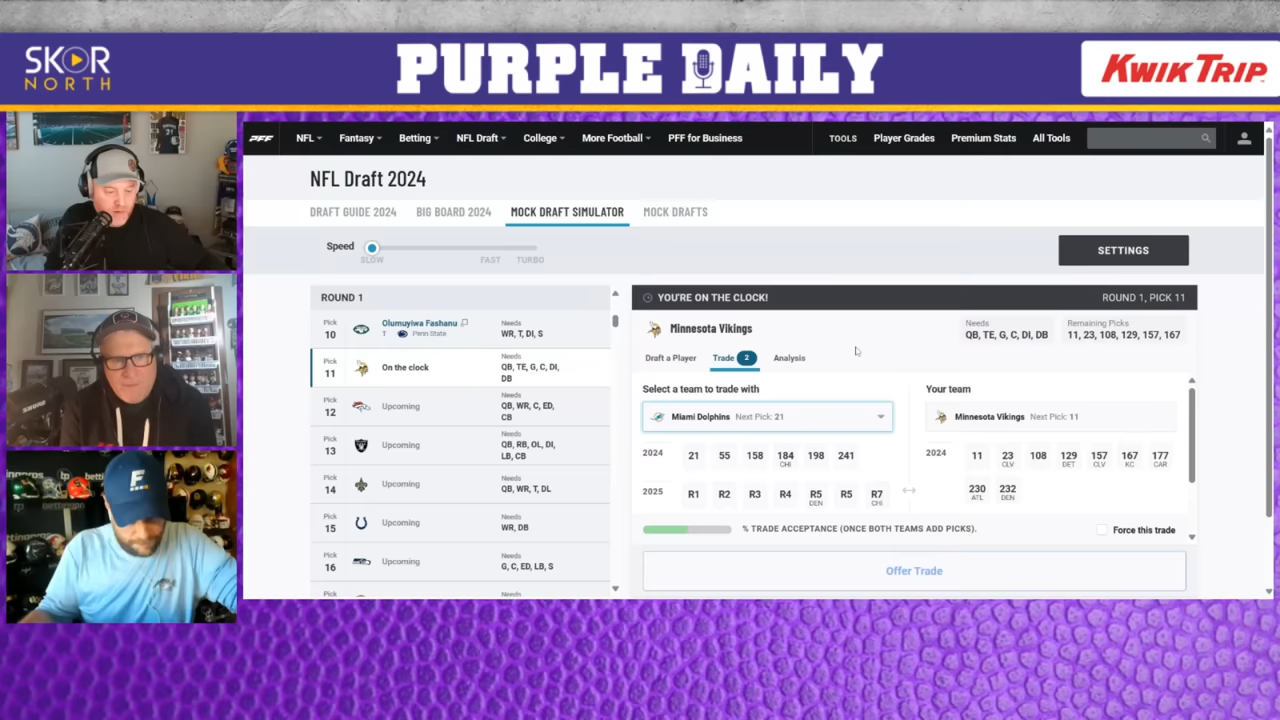 SKOR
NORTH
PURPLE DAILY
KWIK TRIP
PFF
NFL
Fantasy
Betting
NFL Draft
College
More Football
PFF for Business
TOOLS
Player Grades
Premium Stats
All Tools
NFL Draft 2024
DRAFT GUIDE 2024
BIG BOARD 2024
MOCK DRAFT SIMULATOR
MOCK DRAFTS
Speed
SLOW
FAST
TURBO
SETTINGS
ROUND 1
Pick
10
Olumuyiwa Fashanu
T
Penn State
Needs
WR, T, DI, S
Pick
11
On the clock
Needs
QB, TE, G, C, DI,
DB
Pick
12
Upcoming
Needs
QB, WR, C, ED,
CB
Pick
13
Upcoming
Needs
QB, RB, OL, DI,
LB, CB
Pick
14
Upcoming
Needs
QB, WR, T, DL
Pick
15
Upcoming
Needs
WR, DB
Pick
16
Upcoming
Needs
G, C, ED, LB, S
Pick
Needs
YOU'RE ON THE CLOCK!
ROUND 1, PICK 11
Minnesota Vikings
Needs
QB, TE, G, C, DI, DB
Remaining Picks
11, 23, 108, 129, 157, 167
Draft a Player
Trade 2
Analysis
Select a team to trade with
Miami Dolphins Next Pick: 21
2024
21
55
158
184
CHI
198
241
2025
R1
R2
R3
R4
R5
DEN
R5
R7
CHI
Your team
Minnesota Vikings Next Pick: 11
2024
11
23
CLV
108
129
DET
157
CLV
167
KC
177
CAR
230
ATL
232
DEN
% TRADE ACCEPTANCE (ONCE BOTH TEAMS ADD PICKS).
Force this trade
Offer Trade